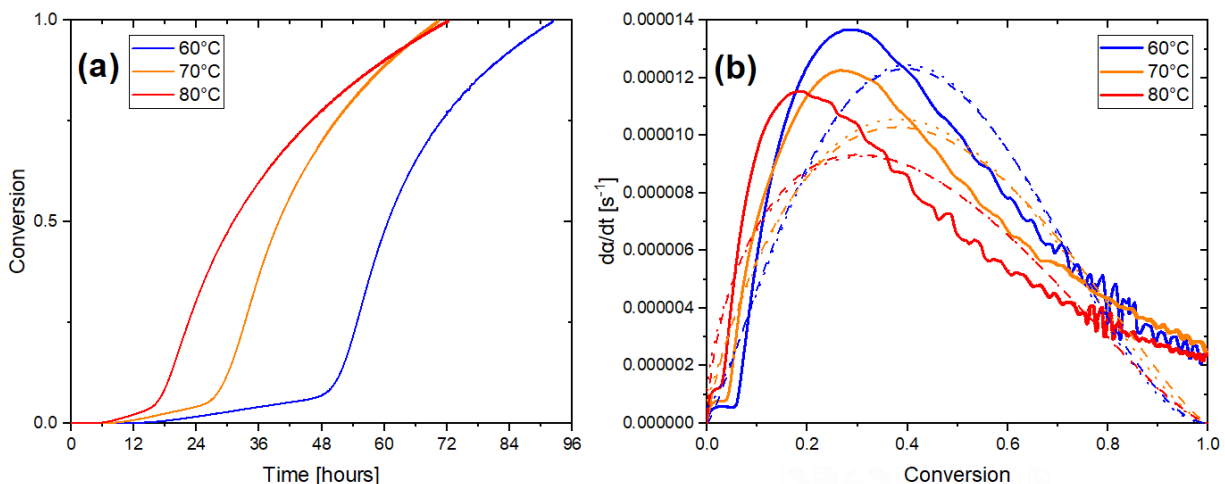 (a)
60°C
70°C
80°C
1.0
0.5
0.0
Conversion
0 12 24 36 48 60 72 84 96
Time [hours]
(b)
60°C
70°C
80°C
0.000014
0.000012
0.000010
0.000008
0.000006
0.000004
0.000002
0.000000
dα/dt [s⁻¹]
0.0 0.2 0.4 0.6 0.8 1.0
Conversion